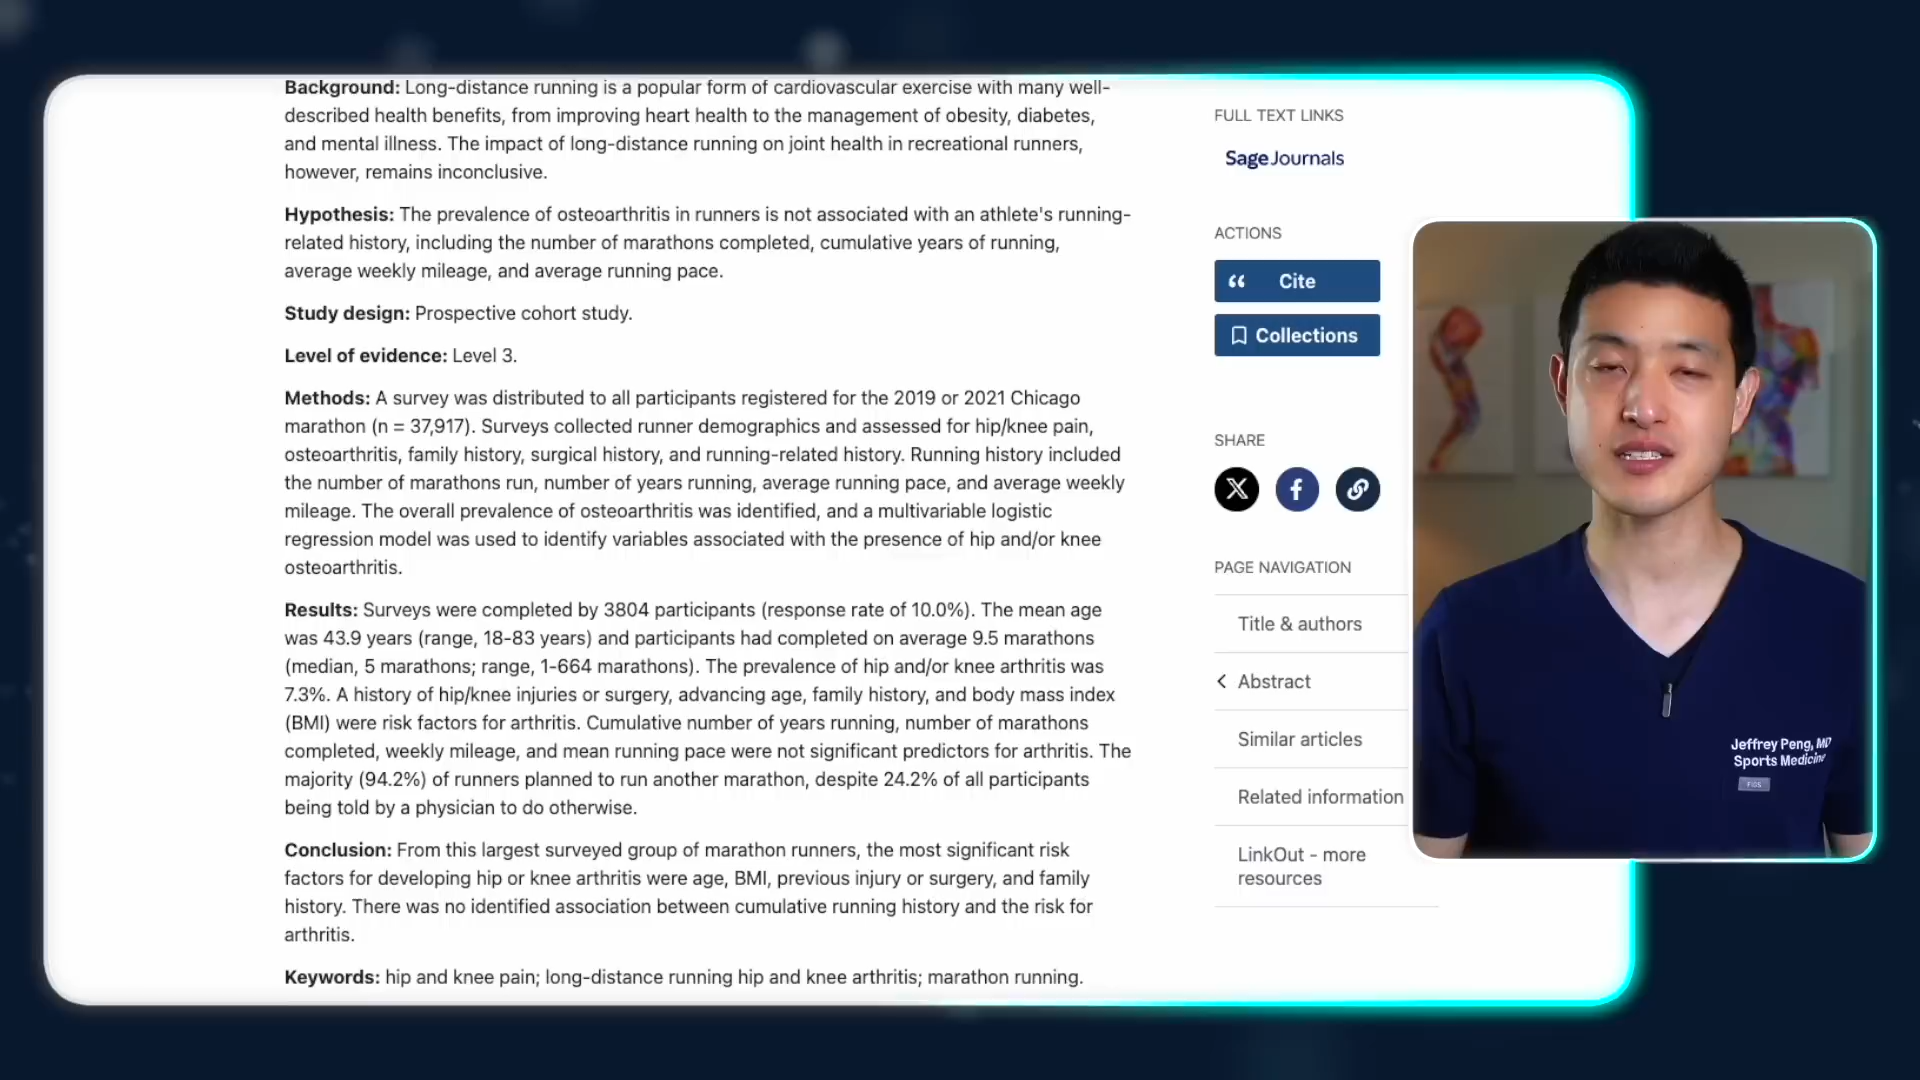 Background: Long-distance running is a popular form of cardiovascular exercise with many well-
described health benefits, from improving heart health to the management of obesity, diabetes,
and mental illness. The impact of long-distance running on joint health in recreational runners,
however, remains inconclusive.
Hypothesis: The prevalence of osteoarthritis in runners is not associated with an athlete's running-
related history, including the number of marathons completed, cumulative years of running,
average weekly mileage, and average running pace.
Study design: Prospective cohort study.
Level of evidence: Level 3.
Methods: A survey was distributed to all participants registered for the 2019 or 2021 Chicago
marathon (n = 37,917). Surveys collected runner demographics and assessed for hip/knee pain,
osteoarthritis, family history, surgical history, and running-related history. Running history included
the number of marathons run, number of years running, average running pace, and average weekly
mileage. The overall prevalence of osteoarthritis was identified, and a multivariable logistic
regression model was used to identify variables associated with the presence of hip and/or knee
osteoarthritis.
Results: Surveys were completed by 3804 participants (response rate of 10.0%). The mean age
was 43.9 years (range, 18-83 years) and participants had completed on average 9.5 marathons
(median, 5 marathons; range, 1-664 marathons). The prevalence of hip and/or knee arthritis was
7.3%. A history of hip/knee injuries or surgery, advancing age, family history, and body mass index
(BMI) were risk factors for arthritis. Cumulative number of years running, number of marathons
completed, weekly mileage, and mean running pace were not significant predictors for arthritis. The
majority (94.2%) of runners planned to run another marathon, despite 24.2% of all participants
being told by a physician to do otherwise.
Conclusion: From this largest surveyed group of marathon runners, the most significant risk
factors for developing hip or knee arthritis were age, BMI, previous injury or surgery, and family
history. There was no identified association between cumulative running history and the risk for
arthritis.
Keywords: hip and knee pain; long-distance running hip and knee arthritis; marathon running.
FULL TEXT LINKS
Sage Journals
ACTIONS
Cite
Collections
SHARE
PAGE NAVIGATION
Title & authors
Abstract
Similar articles
Related information
LinkOut - more
resources
Jeffrey Peng, MD
Sports Medicine
FIGS